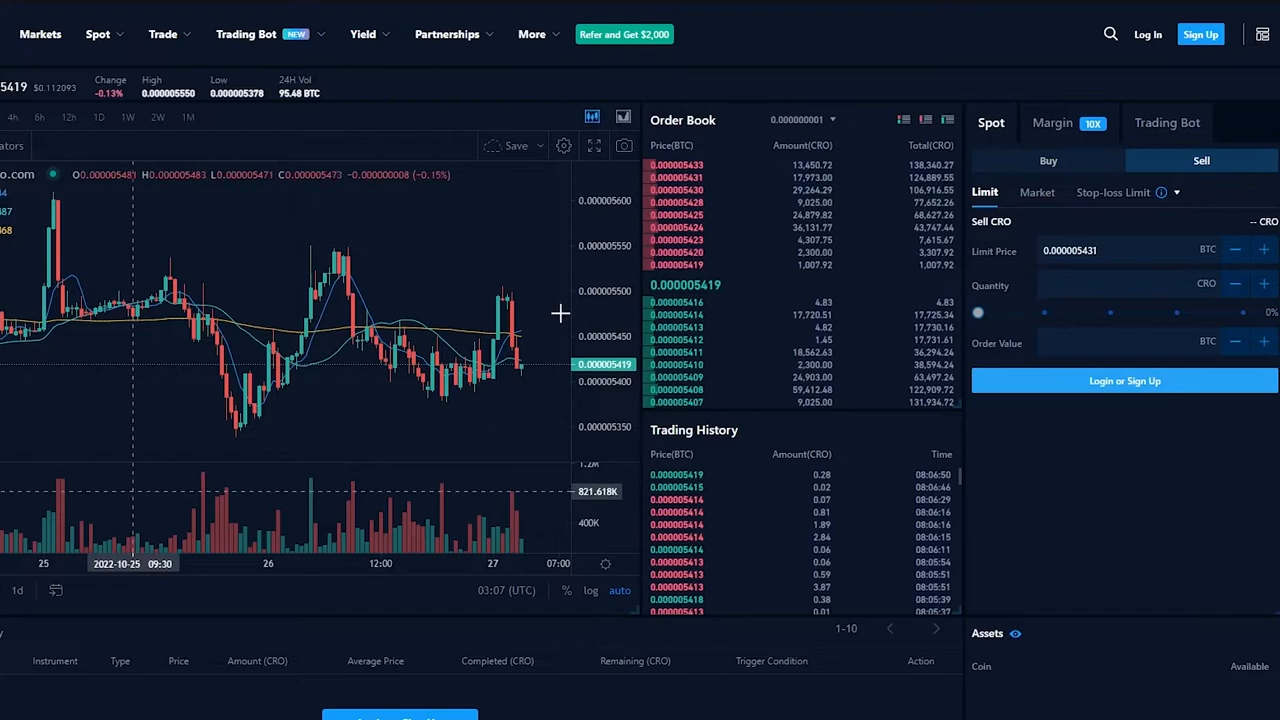 Markets Spot Trade Trading Bot NEW Yield Partnerships More Refer and Get $2,000 Log In Sign Up
5419 $0.112093 Change High Low 24H Vol
-0.13% 0.000005550 0.000005378 95.48 BTC
4h 6h 12h 1D 1W 2W 1M
ators Save
o.com O0.000005481 H0.000005483 L0.000005471 C0.000005473 -0.000000008 (-0.15%)
44
487
468
0.000005600
0.000005550
0.000005500
0.000005450
0.000005419
0.000005400
0.000005350
1.2M
821.618K
400K
25 2022-10-25 09:30 26 12:00 27 07:00
1d 03:07 (UTC) % log auto
Order Book 0.000000001
Price(BTC) Amount(CRO) Total(CRO)
0.000005433 13,450.72 138,340.27
0.000005431 17,973.00 124,889.55
0.000005430 29,264.29 106,916.55
0.000005428 9,025.00 77,652.26
0.000005425 24,879.82 68,627.26
0.000005424 36,131.77 43,747.44
0.000005423 4,307.75 7,615.67
0.000005420 2,300.00 3,307.92
0.000005419 1,007.92 1,007.92
0.000005419
0.000005416 4.83 4.83
0.000005414 17,720.51 17,725.34
0.000005413 4.82 17,730.16
0.000005412 1.45 17,731.61
0.000005411 18,562.63 36,294.24
0.000005410 2,300.00 38,594.24
0.000005409 24,903.00 63,497.24
0.000005408 59,412.48 122,909.72
0.000005407 9,025.00 131,934.72
Trading History
Price(BTC) Amount(CRO) Time
0.000005419 0.28 08:06:50
0.000005415 0.02 08:06:46
0.000005414 0.07 08:06:29
0.000005414 0.81 08:06:16
0.000005414 1.89 08:06:16
0.000005414 2.84 08:06:15
0.000005414 0.06 08:06:11
0.000005413 0.06 08:05:54
0.000005413 0.59 08:05:51
0.000005413 3.87 08:05:51
0.000005418 0.38 08:05:39
0.000005413 0.01 08:05:37
Spot Margin 10X Trading Bot
Buy Sell
Limit Market Stop-loss Limit
Sell CRO -- CRO
Limit Price 0.000005431 BTC
Quantity CRO
0%
Order Value BTC
Login or Sign Up
y 1-10
Instrument Type Price Amount (CRO) Average Price Completed (CRO) Remaining (CRO) Trigger Condition Action
Assets
Coin Available